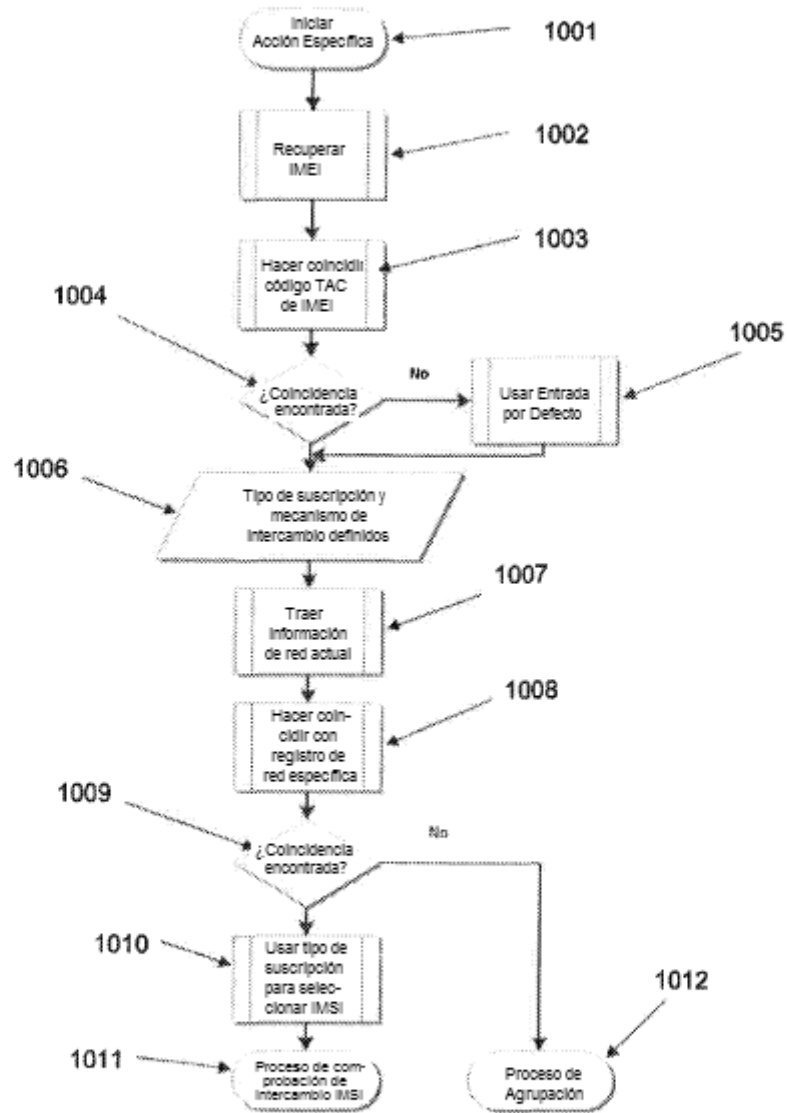 Iniciar
Acción Específica
1001
Recuperar
IMEI
1002
Hacer coincidir
código TAC
de IMEI
1003
1004
¿Coincidencia
encontrada?
No
Usar Entrada
por Defecto
1005
1006
Tipo de suscripción y
mecanismo de
intercambio definidos
Traer
información
de red actual
1007
Hacer coin-
cidir con
registro de
red específica
1008
1009
¿Coincidencia
encontrada?
No
1010
Usar tipo de
suscripción
para selec-
cionar IMSI
1011
Proceso de com-
probación de
intercambio IMSI
Proceso de
Agrupación
1012